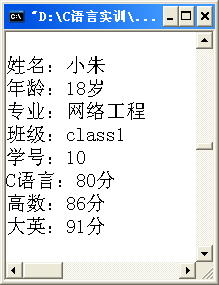 "D:\C语言实训\...
姓名：小朱
年龄：18岁
专业：网络工程
班级：class1
学号：10
C语言：80分
高数：86分
大英：91分